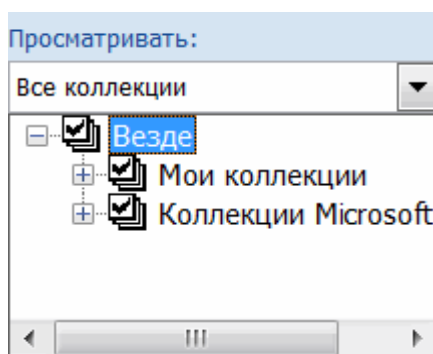 Просматривать:
Все коллекции
Везде
Мои коллекции
Коллекции Microsoft